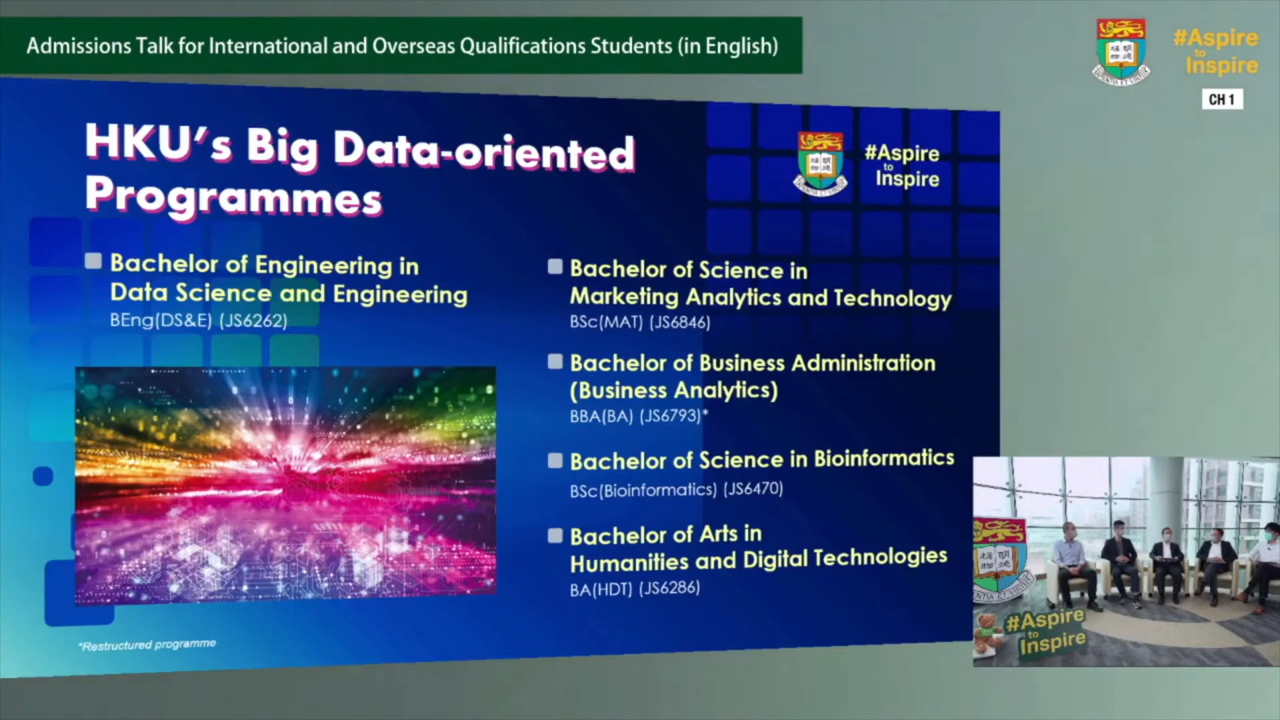 Admissions Talk for International and Overseas Qualifications Students (in English)
#Aspire
to
Inspire
CH 1
HKU's Big Data-oriented
Programmes
#Aspire
to
Inspire
Bachelor of Engineering in
Data Science and Engineering
BEng(DS&E) (JS6262)
Bachelor of Science in
Marketing Analytics and Technology
BSc(MAT) (JS6846)
Bachelor of Business Administration
(Business Analytics)
BBA(BA) (JS6793)*
Bachelor of Science in Bioinformatics
BSc(Bioinformatics) (JS6470)
Bachelor of Arts in
Humanities and Digital Technologies
BA(HDT) (JS6286)
*Restructured programme
#Aspire
to
Inspire